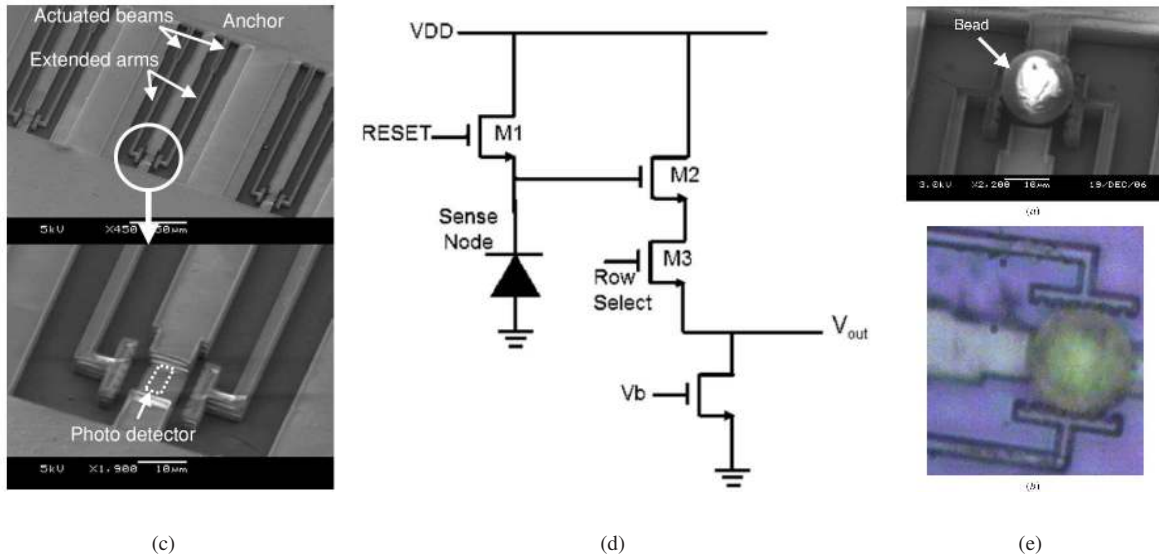 Actuated beams
Anchor
Extended arms
5kV X450 50μm
5kV X1,900 10μm
Photo detector
(c)
VDD
RESET
M1
M2
Sense
Node
M3
Row
Select
Vout
Vb
(d)
Bead
3.0kV X2,200 10μm 19/DEC/06
(a)
(b)
(e)